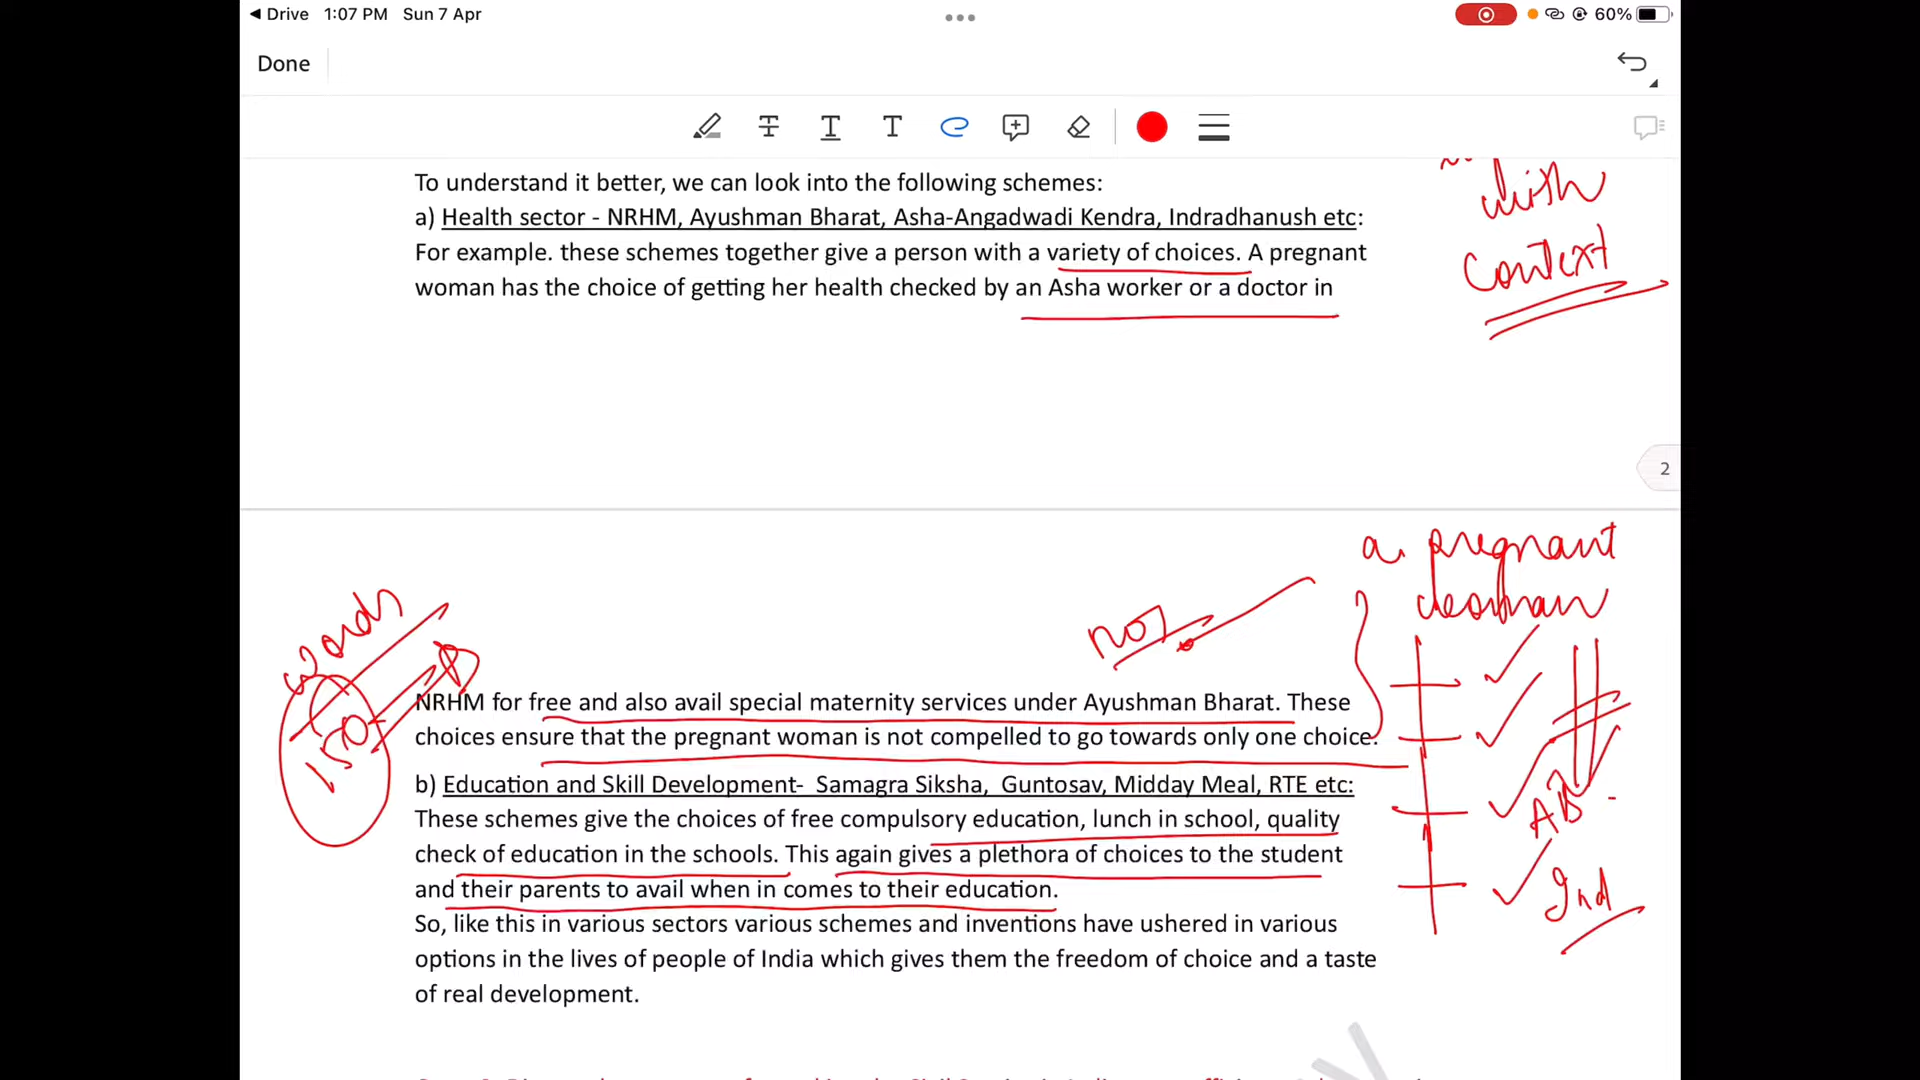 Drive 1:07 PM Sun 7 Apr
60%
Done
To understand it better, we can look into the following schemes:
a) Health sector - NRHM, Ayushman Bharat, Asha-Angadwadi Kendra, Indradhanush etc:
For example. these schemes together give a person with a variety of choices. A pregnant
woman has the choice of getting her health checked by an Asha worker or a doctor in
with
context
2
a pregnant
woman
not
words
150
NRHM for free and also avail special maternity services under Ayushman Bharat. These
choices ensure that the pregnant woman is not compelled to go towards only one choice.
b) Education and Skill Development- Samagra Siksha, Guntosav, Midday Meal, RTE etc:
These schemes give the choices of free compulsory education, lunch in school, quality
check of education in the schools. This again gives a plethora of choices to the student
and their parents to avail when in comes to their education.
AB
Ind
So, like this in various sectors various schemes and inventions have ushered in various
options in the lives of people of India which gives them the freedom of choice and a taste
of real development.